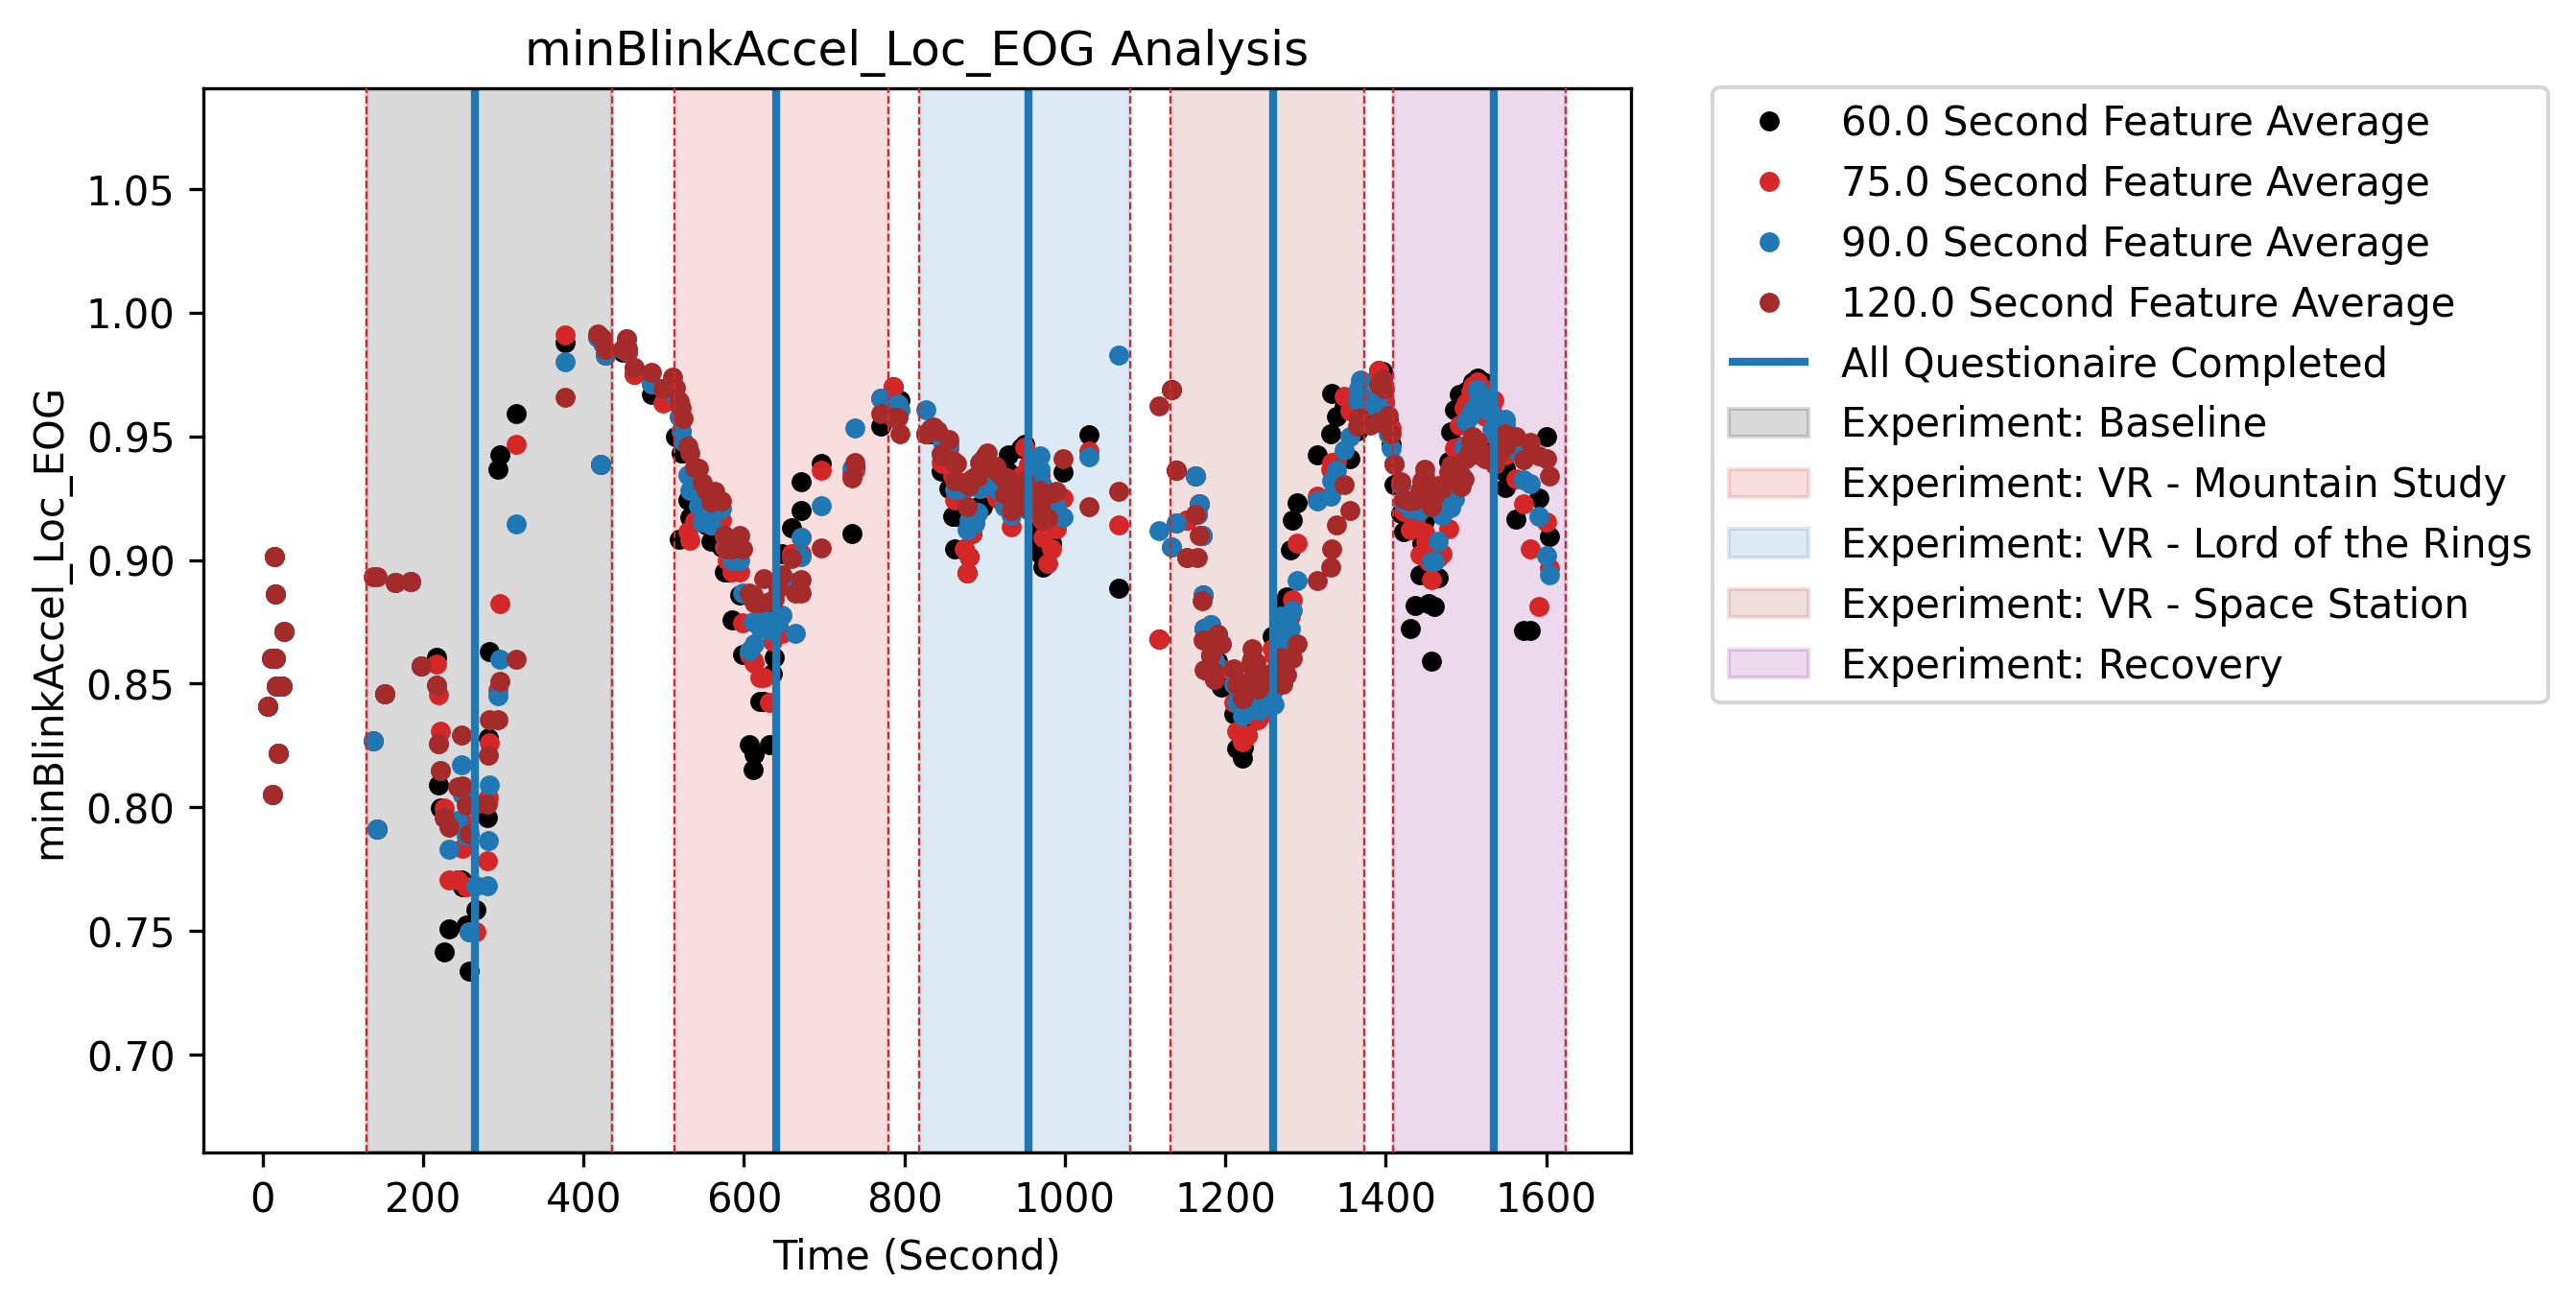 minBlinkAccel_Loc_EOG Analysis
minBlinkAccel_Loc_EOG
1.05
1.00
0.95
0.90
0.85
0.80
0.75
0.70
0 200 400 600 800 1000 1200 1400 1600
Time (Second)
60.0 Second Feature Average
75.0 Second Feature Average
90.0 Second Feature Average
120.0 Second Feature Average
All Questionaire Completed
Experiment: Baseline
Experiment: VR - Mountain Study
Experiment: VR - Lord of the Rings
Experiment: VR - Space Station
Experiment: Recovery